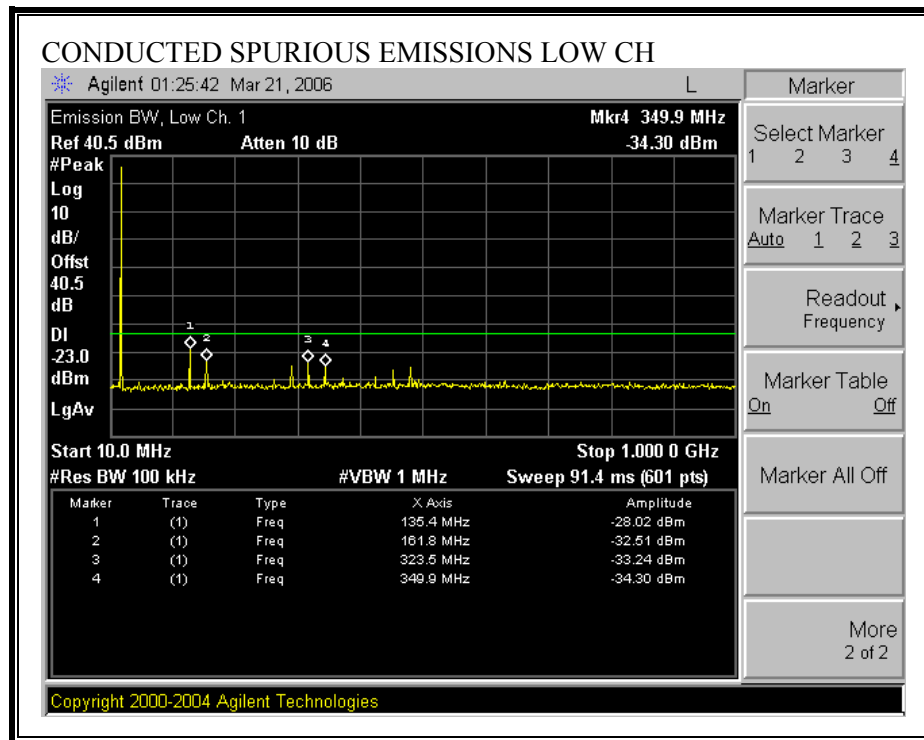 CONDUCTED SPURIOUS EMISSIONS LOW CH
Agilent 01:25:42 Mar 21, 2006 L
Emission BW, Low Ch. 1 Mkr4 349.9 MHz
Ref 40.5 dBm Atten 10 dB -34.30 dBm
#Peak
Log
10
dB/
Offst
40.5
dB
DI
-23.0
dBm
LgAv
1
2
3
4
Start 10.0 MHz Stop 1.000 0 GHz
#Res BW 100 kHz #VBW 1 MHz Sweep 91.4 ms (601 pts)
Marker Trace Type X Axis Amplitude
1 (1) Freq 135.4 MHz -28.02 dBm
2 (1) Freq 161.8 MHz -32.51 dBm
3 (1) Freq 323.5 MHz -33.24 dBm
4 (1) Freq 349.9 MHz -34.30 dBm
Copyright 2000-2004 Agilent Technologies
Marker
Select Marker
1 2 3 4
Marker Trace
Auto 1 2 3
Readout
Frequency
Marker Table
On Off
Marker All Off
More
2 of 2